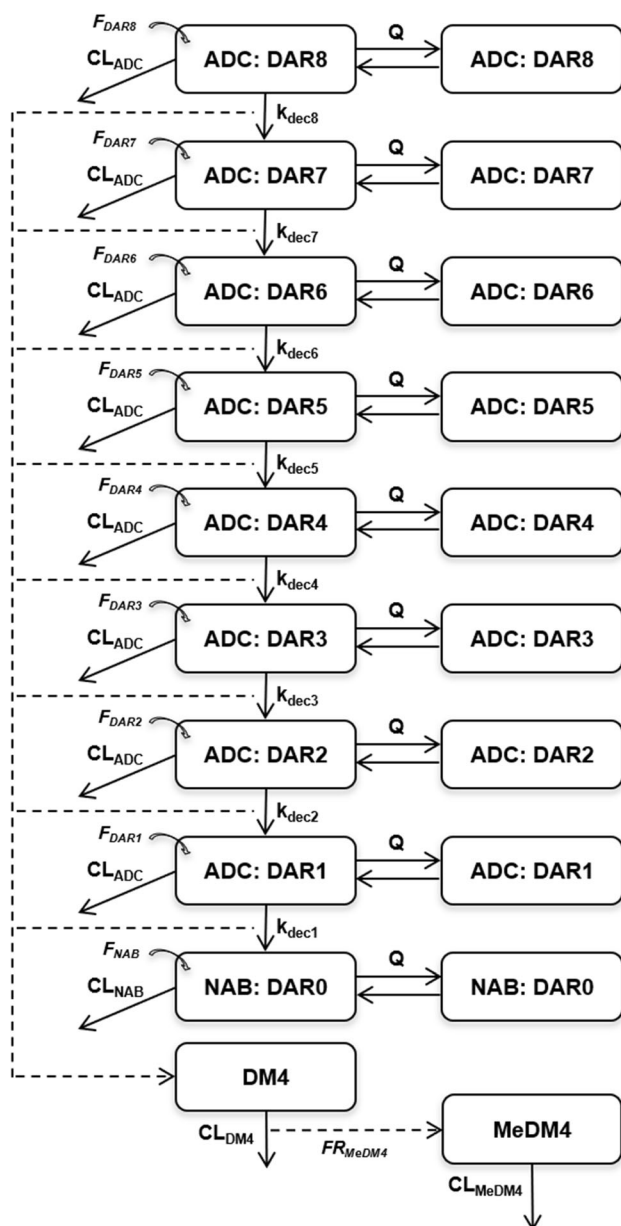 F_DAR8
CL_ADC
ADC: DAR8
Q
ADC: DAR8
k_dec8
F_DAR7
CL_ADC
ADC: DAR7
Q
ADC: DAR7
k_dec7
F_DAR6
CL_ADC
ADC: DAR6
Q
ADC: DAR6
k_dec6
F_DAR5
CL_ADC
ADC: DAR5
Q
ADC: DAR5
k_dec5
F_DAR4
CL_ADC
ADC: DAR4
Q
ADC: DAR4
k_dec4
F_DAR3
CL_ADC
ADC: DAR3
Q
ADC: DAR3
k_dec3
F_DAR2
CL_ADC
ADC: DAR2
Q
ADC: DAR2
k_dec2
F_DAR1
CL_ADC
ADC: DAR1
Q
ADC: DAR1
k_dec1
F_NAB
CL_NAB
NAB: DAR0
Q
NAB: DAR0
DM4
CL_DM4
FR_MeDM4
MeDM4
CL_MeDM4